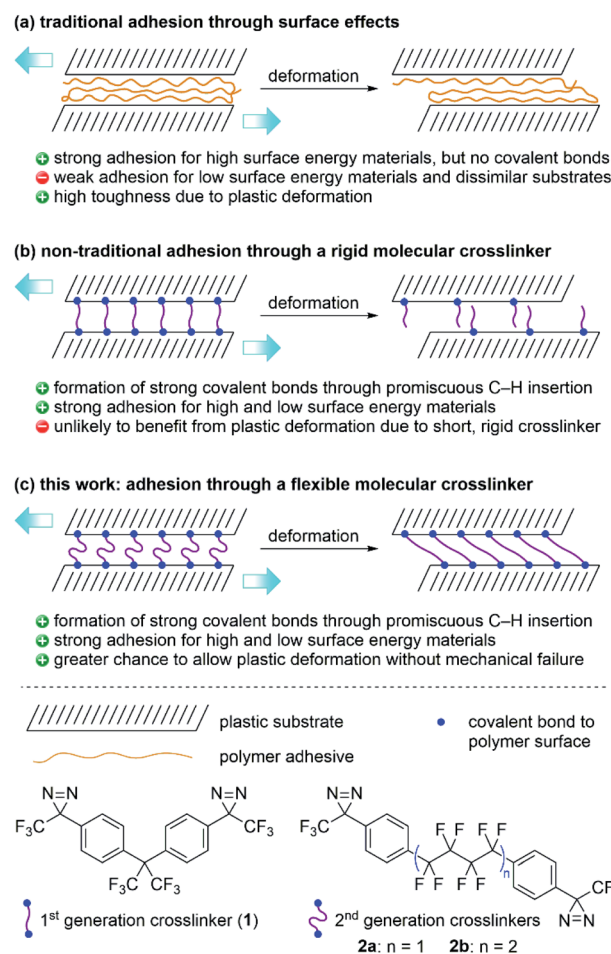 (a) traditional adhesion through surface effects
deformation
+ strong adhesion for high surface energy materials, but no covalent bonds
− weak adhesion for low surface energy materials and dissimilar substrates
+ high toughness due to plastic deformation
(b) non-traditional adhesion through a rigid molecular crosslinker
deformation
+ formation of strong covalent bonds through promiscuous C–H insertion
+ strong adhesion for high and low surface energy materials
− unlikely to benefit from plastic deformation due to short, rigid crosslinker
(c) this work: adhesion through a flexible molecular crosslinker
deformation
+ formation of strong covalent bonds through promiscuous C–H insertion
+ strong adhesion for high and low surface energy materials
+ greater chance to allow plastic deformation without mechanical failure
plastic substrate
covalent bond to
polymer surface
polymer adhesive
N=N
F3C
N=N
CF3
F3C CF3
1st generation crosslinker (1)
N=N
F3C
F F F F
F F F F
n
CF
N=N
2nd generation crosslinkers
2a: n = 1 2b: n = 2